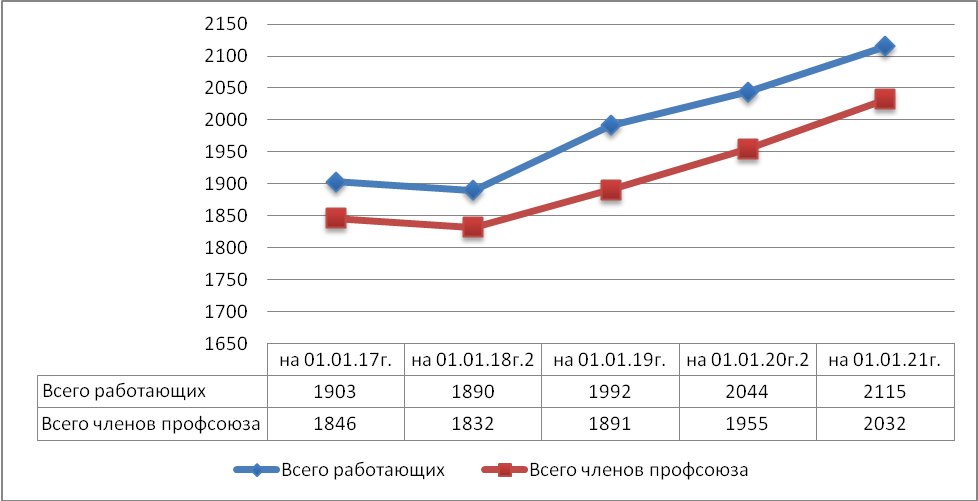 2150
2100
2050
2000
1950
1900
1850
1800
1750
1700
1650
на 01.01.17г. на 01.01.18г.2 на 01.01.19г. на 01.01.20г.2 на 01.01.21г.
Всего работающих 1903 1890 1992 2044 2115
Всего членов профсоюза 1846 1832 1891 1955 2032
Всего работающих Всего членов профсоюза